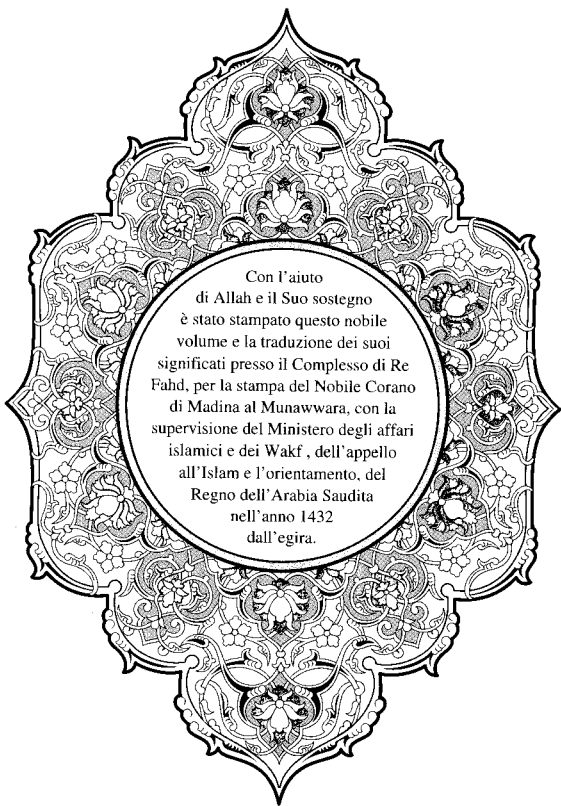 Con l'aiuto
di Allah e il Suo sostegno
è stato stampato questo nobile
volume e la traduzione dei suoi
significati presso il Complesso di Re
Fahd, per la stampa del Nobile Corano
di Madina al Munawwara, con la
supervisione del Ministero degli affari
islamici e dei Wakf , dell'appello
all'Islam e l'orientamento, del
Regno dell'Arabia Saudita
nell'anno 1432
dall'egira.